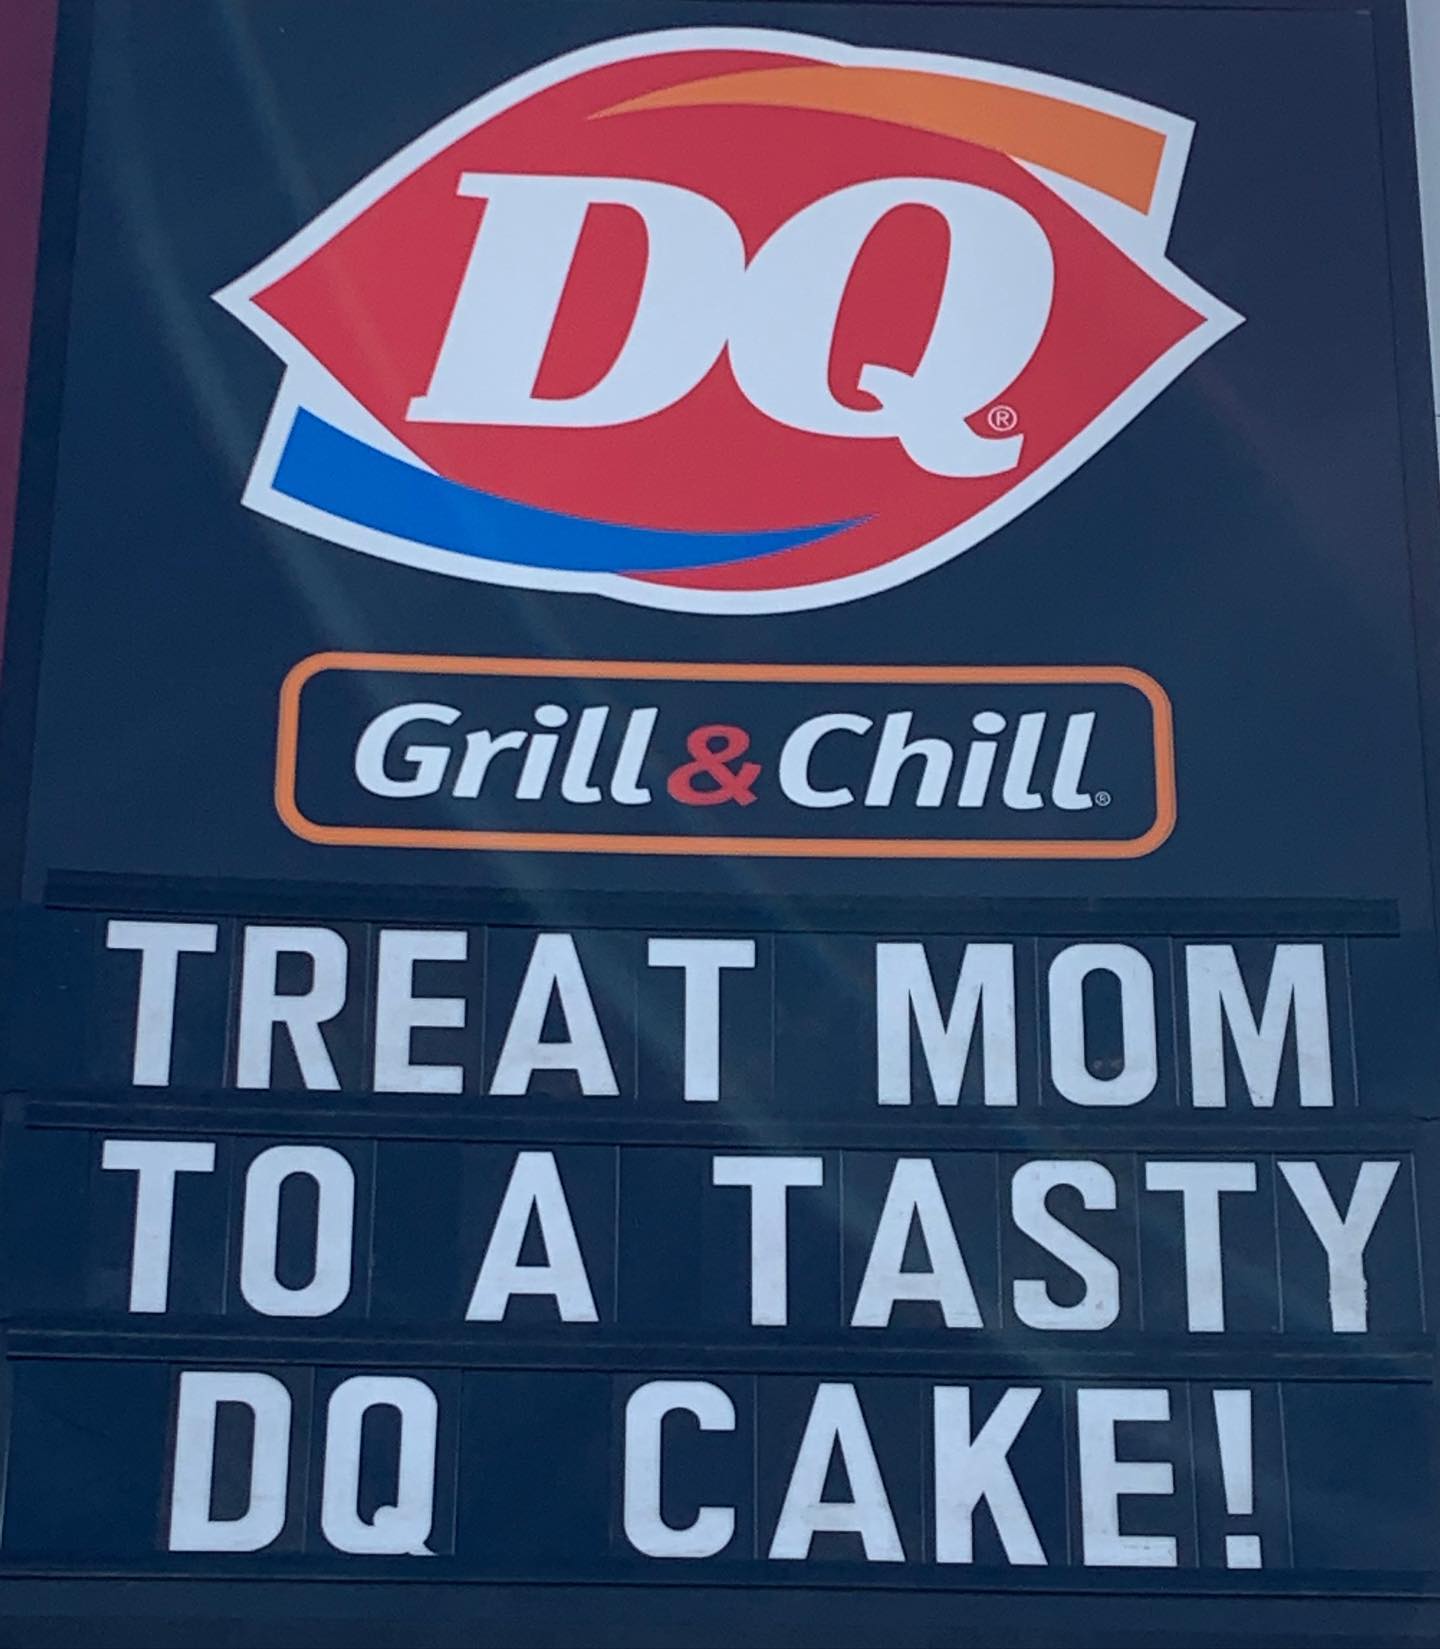 DQ®
Grill & Chill®
TREAT MOM
TO A TASTY
DQ CAKE!